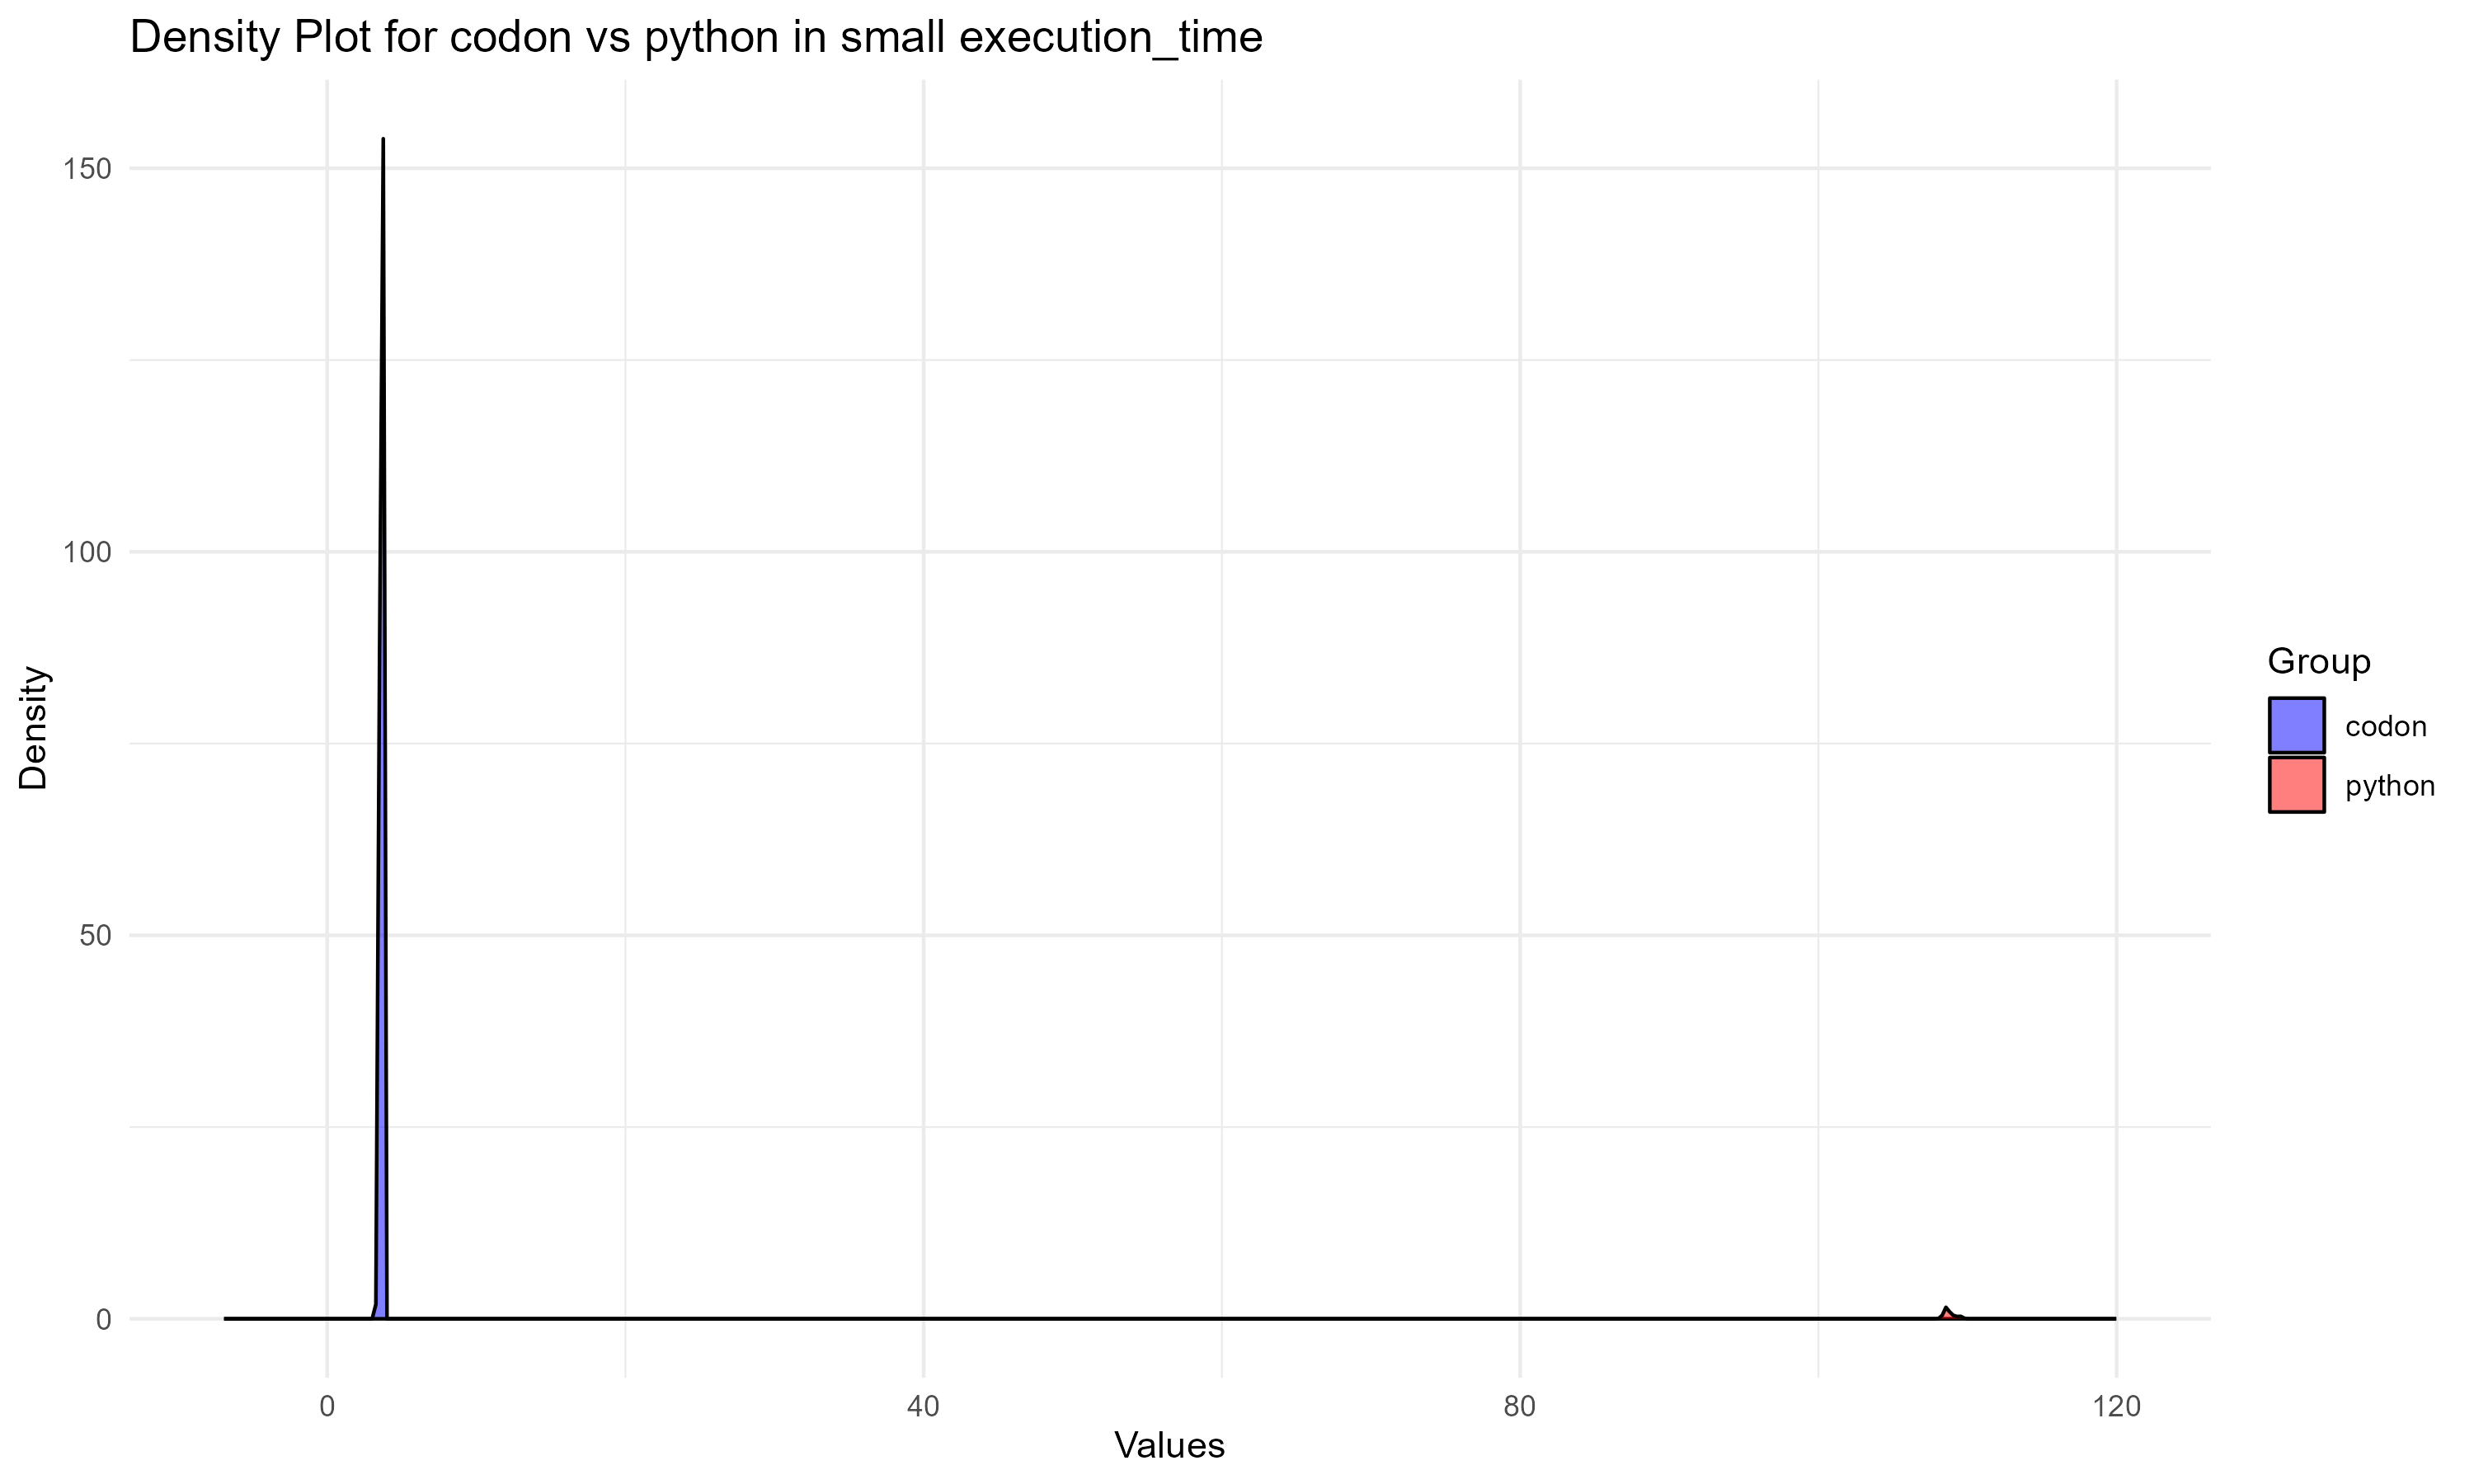 Density Plot for codon vs python in small execution_time
Density
150
100
50
0
0
40
80
120
Values
Group
codon
python